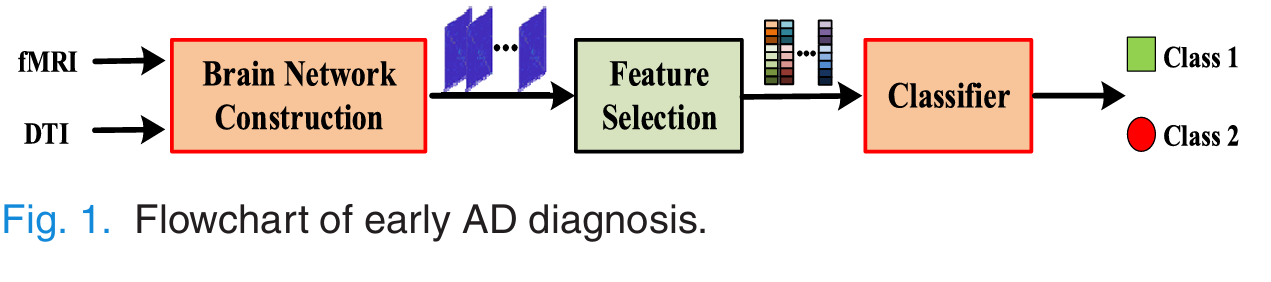 fMRI
DTI
Brain Network
Construction
Feature
Selection
Classifier
Class 1
Class 2
Fig. 1. Flowchart of early AD diagnosis.